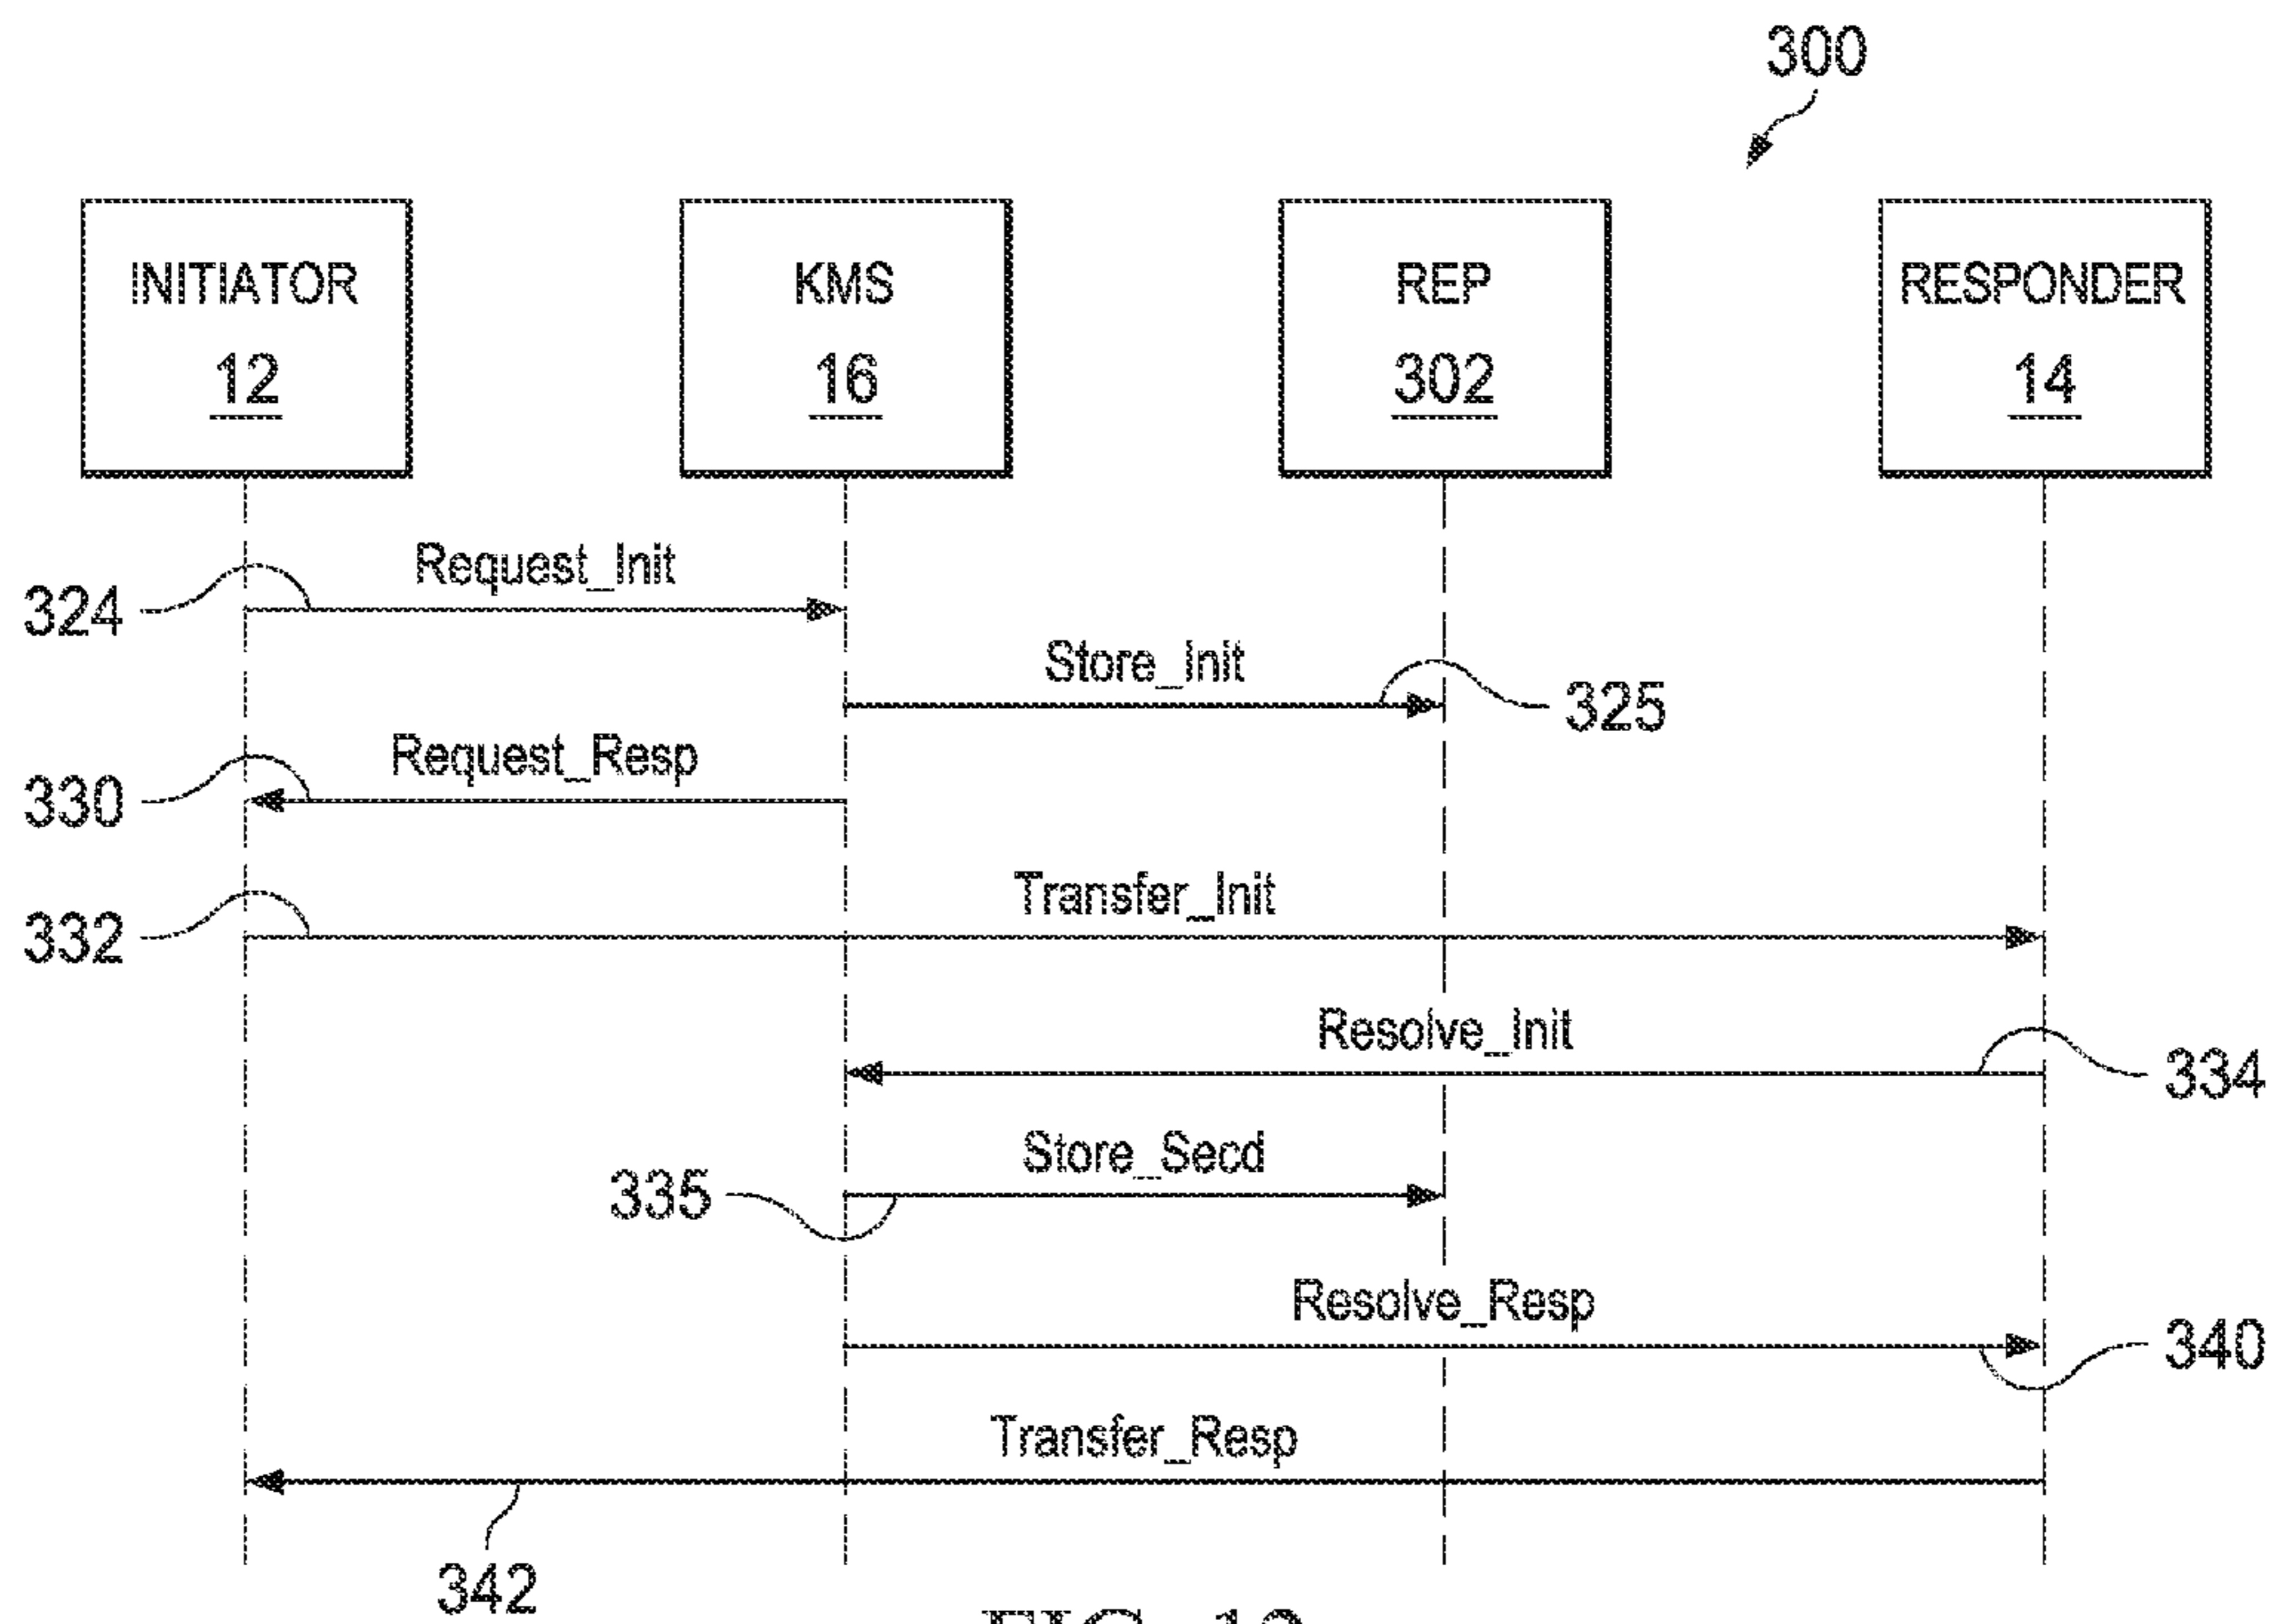 300
INITIATOR
12
KMS
16
REP
302
RESPONDER
14
Request_Init
324
Store_Init
325
Request_Resp
330
Transfer_Init
332
Resolve_Init
334
Store_Secd
335
Resolve_Resp
340
Transfer_Resp
342